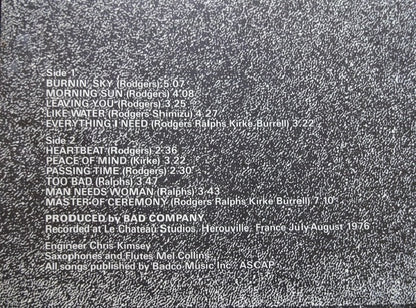 Side 1
BURNIN' SKY (Rodgers) 5.07
MORNING SUN (Rodgers) 4.08
LEAVING YOU (Rodgers) 3.25
LIKE WATER (Rodgers Shimizu) 4.27
EVERYTHING I NEED (Rodgers Ralphs Kirke Burrell) 3.22
Side 2
HEARTBEAT (Rodgers) 2.36
PEACE OF MIND (Kirke) 3.22
PASSING TIME (Rodgers) 2.30
TOO BAD (Ralphs) 3.47
MAN NEEDS WOMAN (Ralphs) 3.43
MASTER OF CEREMONY (Rodgers Ralphs Kirke Burrell) 7.10
PRODUCED by BAD COMPANY
Recorded at Le Chateau Studios, Herouville, France July/August 1976
Engineer Chris Kimsey
Saxophones and Flutes Mel Collins
All songs published by Badco Music Inc. ASCAP